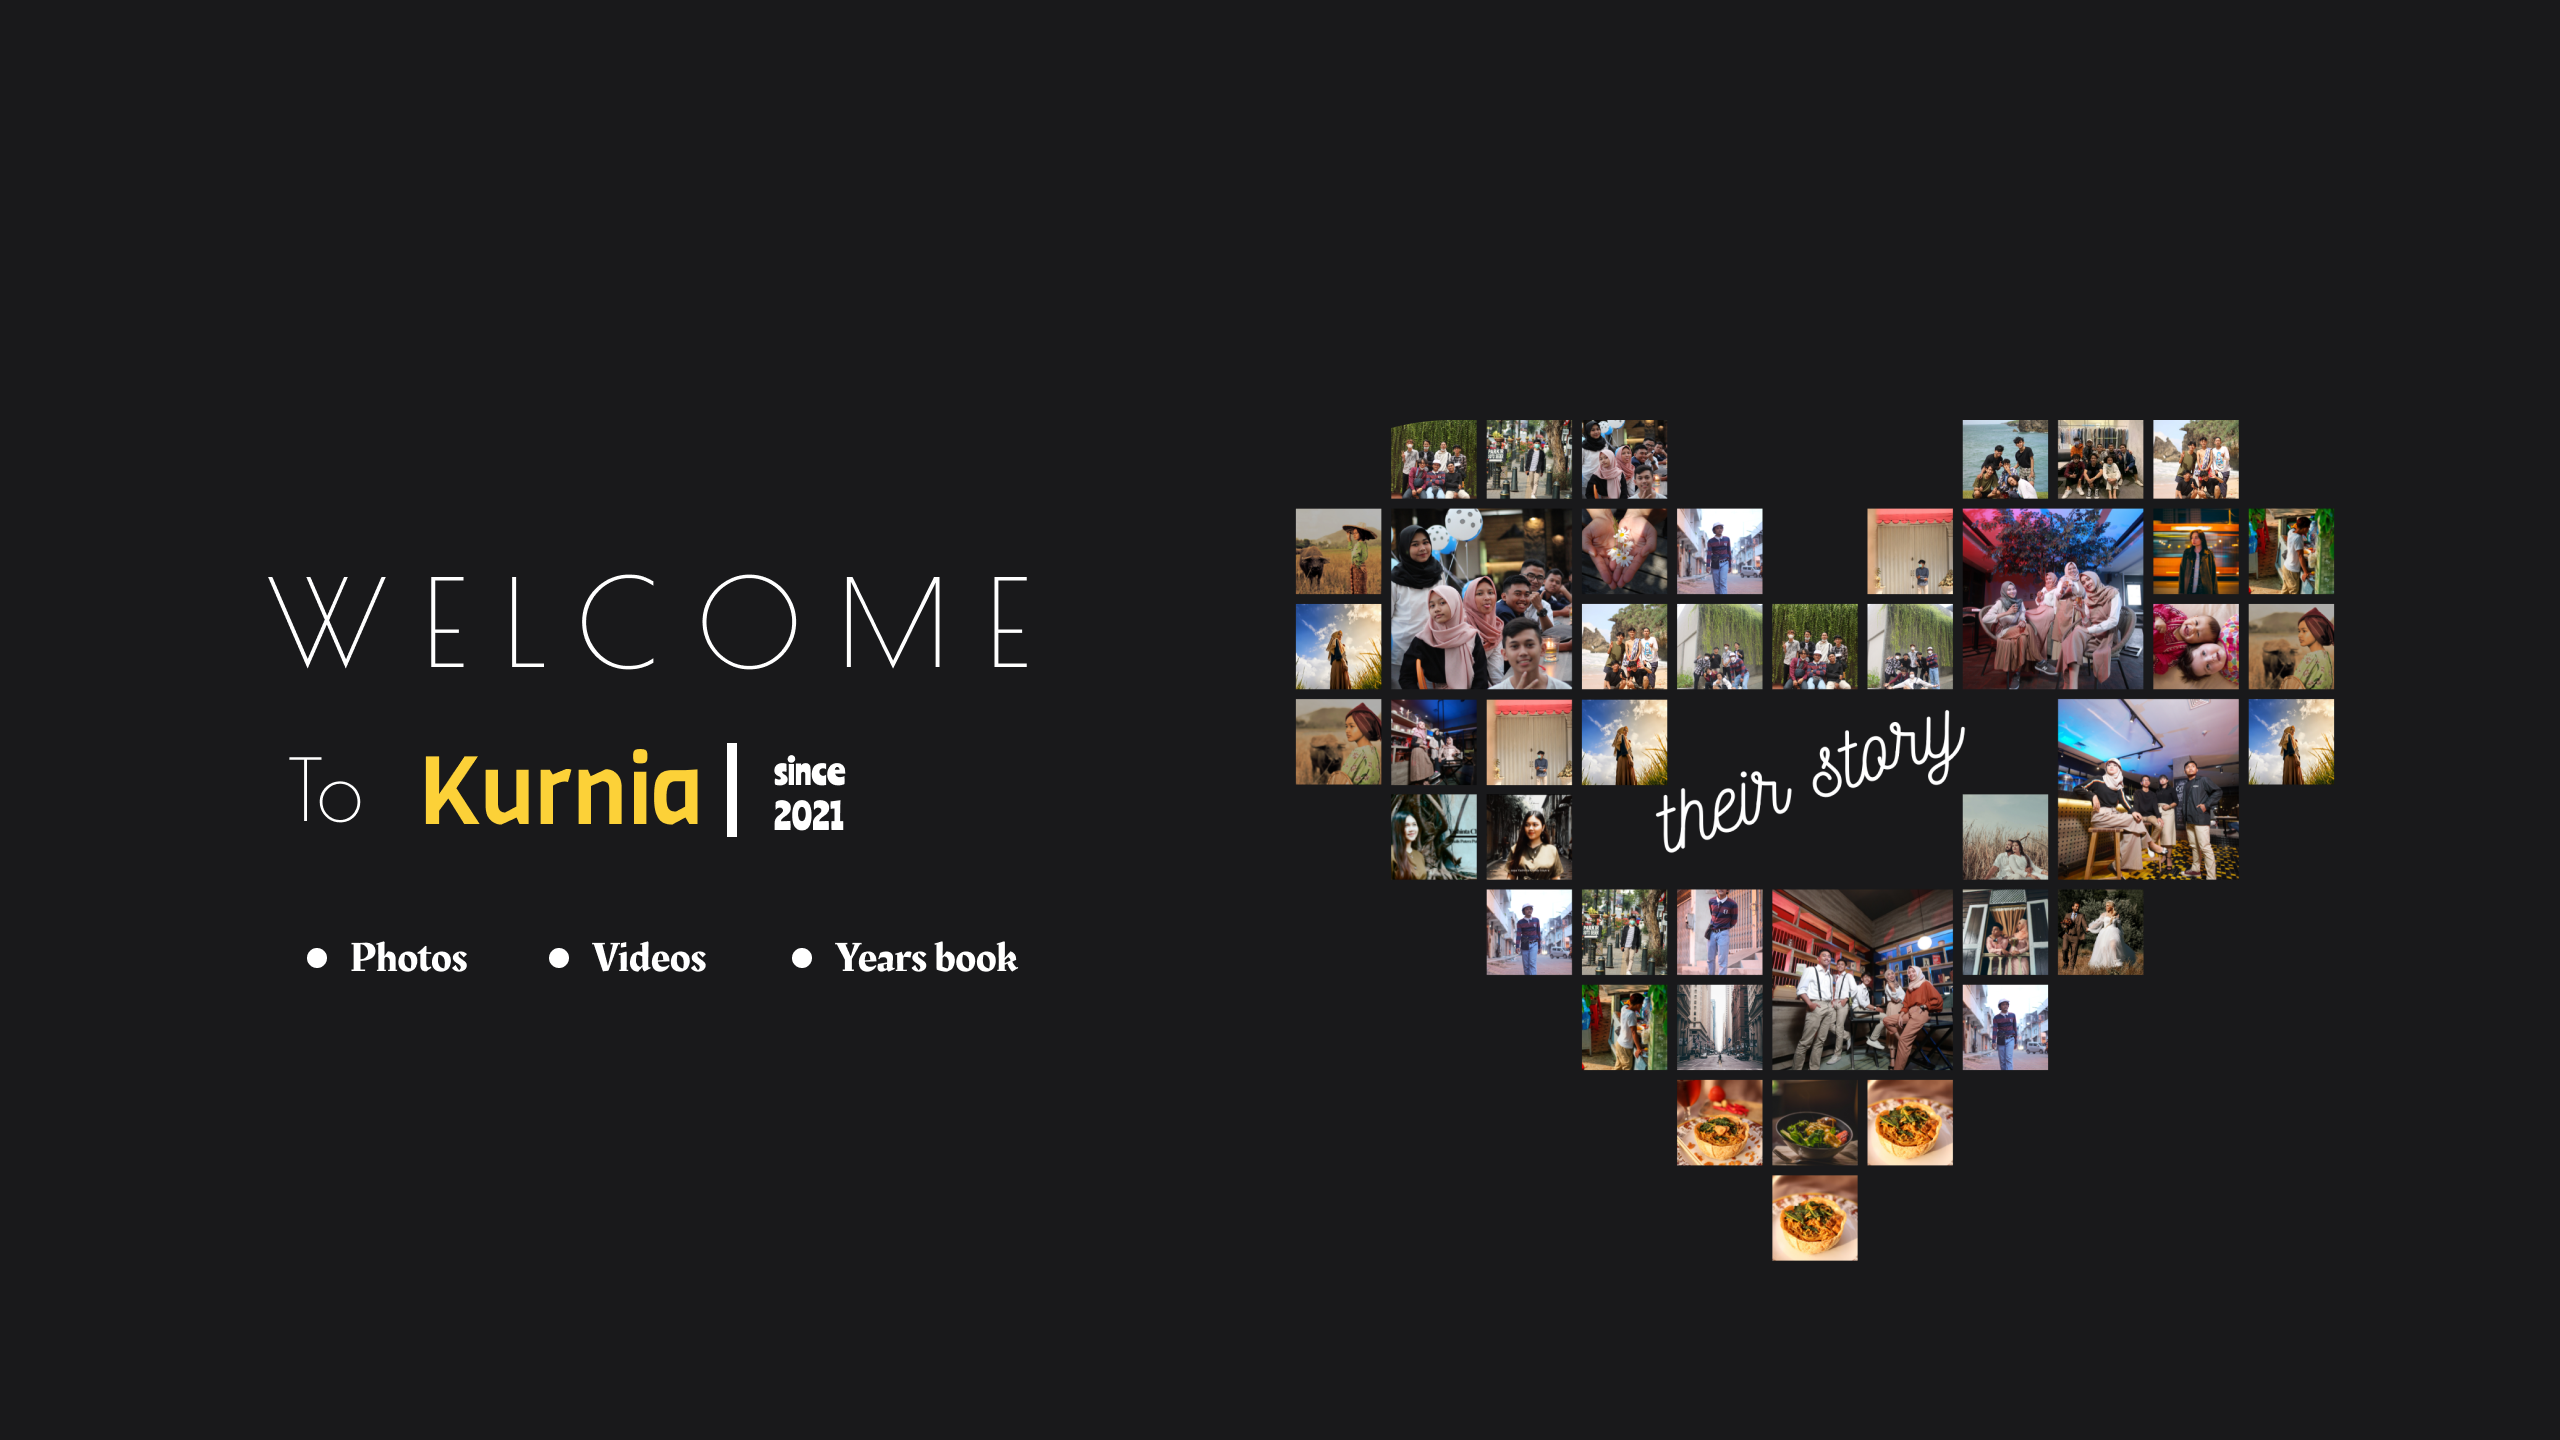 WELCOME
To Kurnia | since
2021
Photos
Videos
Years book
their story